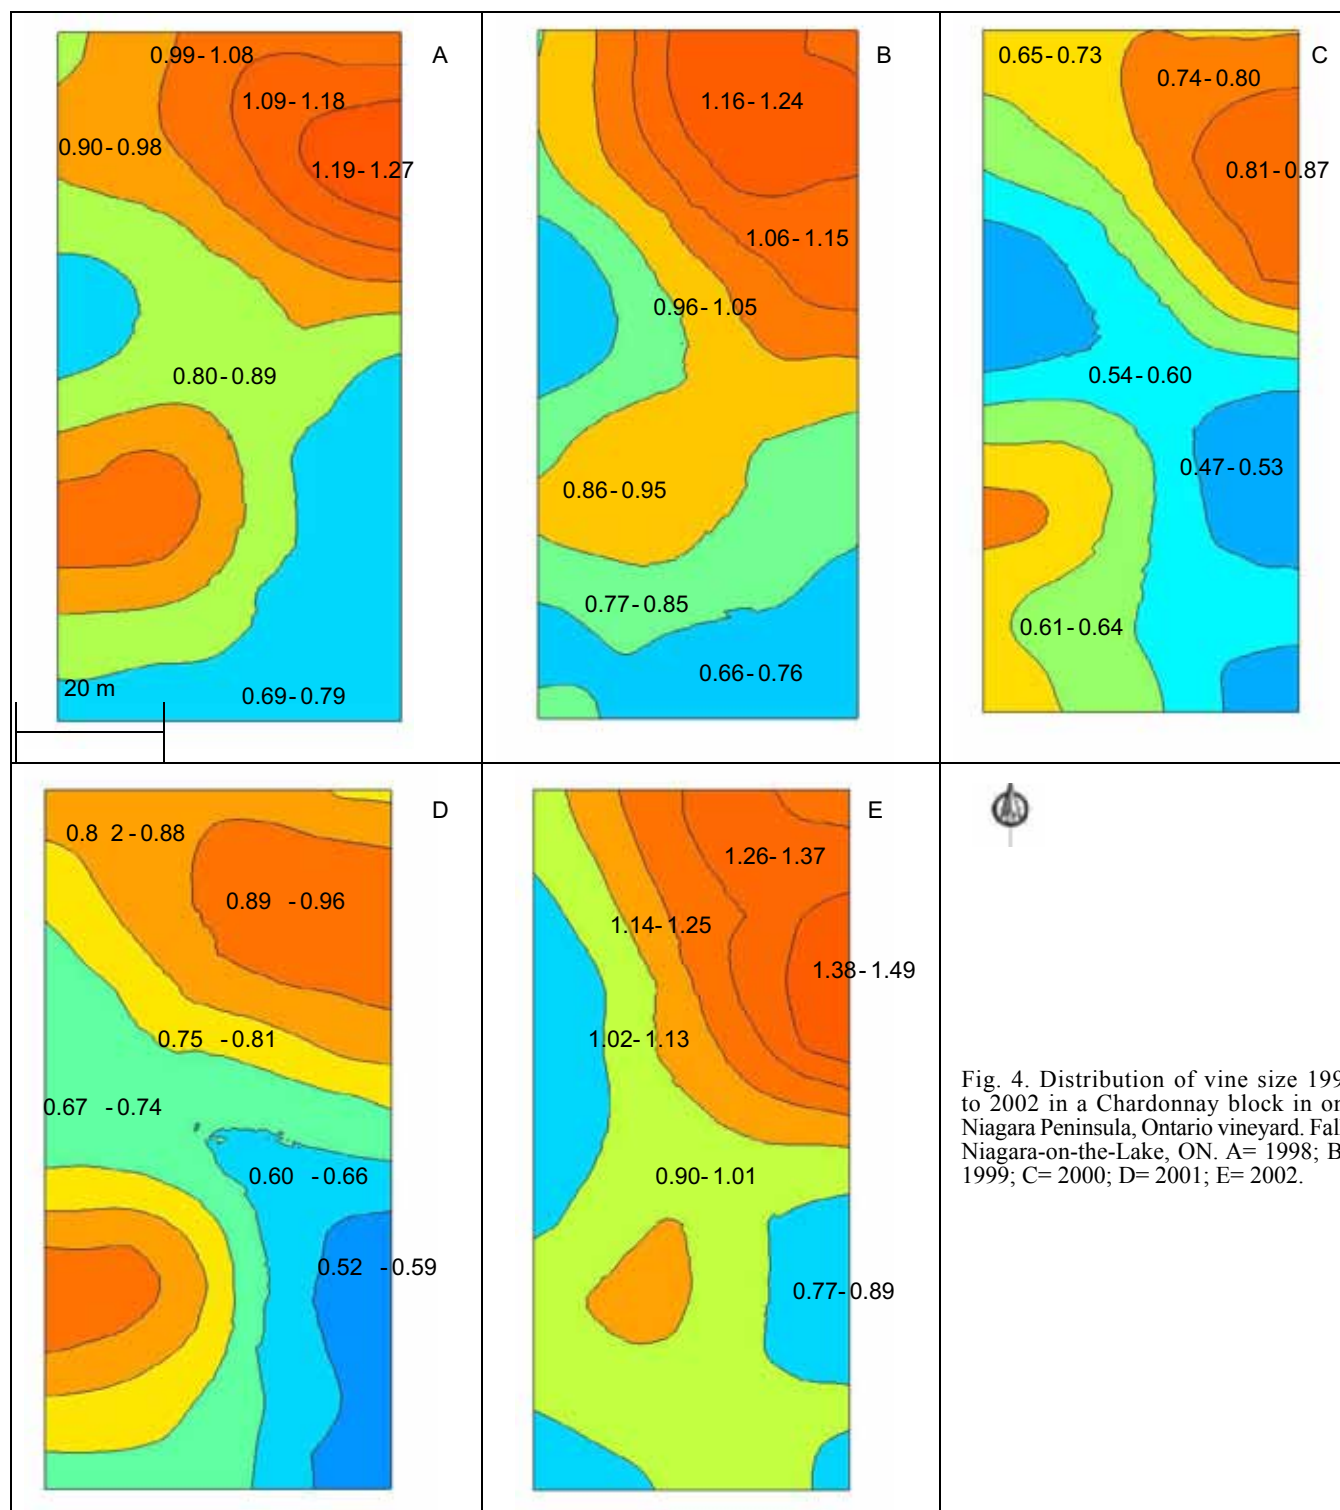 A
0.99-1.08
1.09-1.18
0.90-0.98
1.19-1.27
0.80-0.89
20 m
0.69-0.79
B
1.16-1.24
1.06-1.15
0.96-1.05
0.86-0.95
0.77-0.85
0.66-0.76
C
0.65-0.73
0.74-0.80
0.81-0.87
0.54-0.60
0.47-0.53
0.61-0.64
D
0.8 2-0.88
0.89 -0.96
0.75 -0.81
0.67 -0.74
0.60 -0.66
0.52 -0.59
E
1.26-1.37
1.14-1.25
1.38-1.49
1.02-1.13
0.90-1.01
0.77-0.89
Fig. 4. Distribution of vine size
to 2002 in a Chardonnay block in
Niagara Peninsula, Ontario vineyard.
Niagara-on-the-Lake, ON. A= 1998; B
1999; C= 2000; D= 2001; E= 2002.